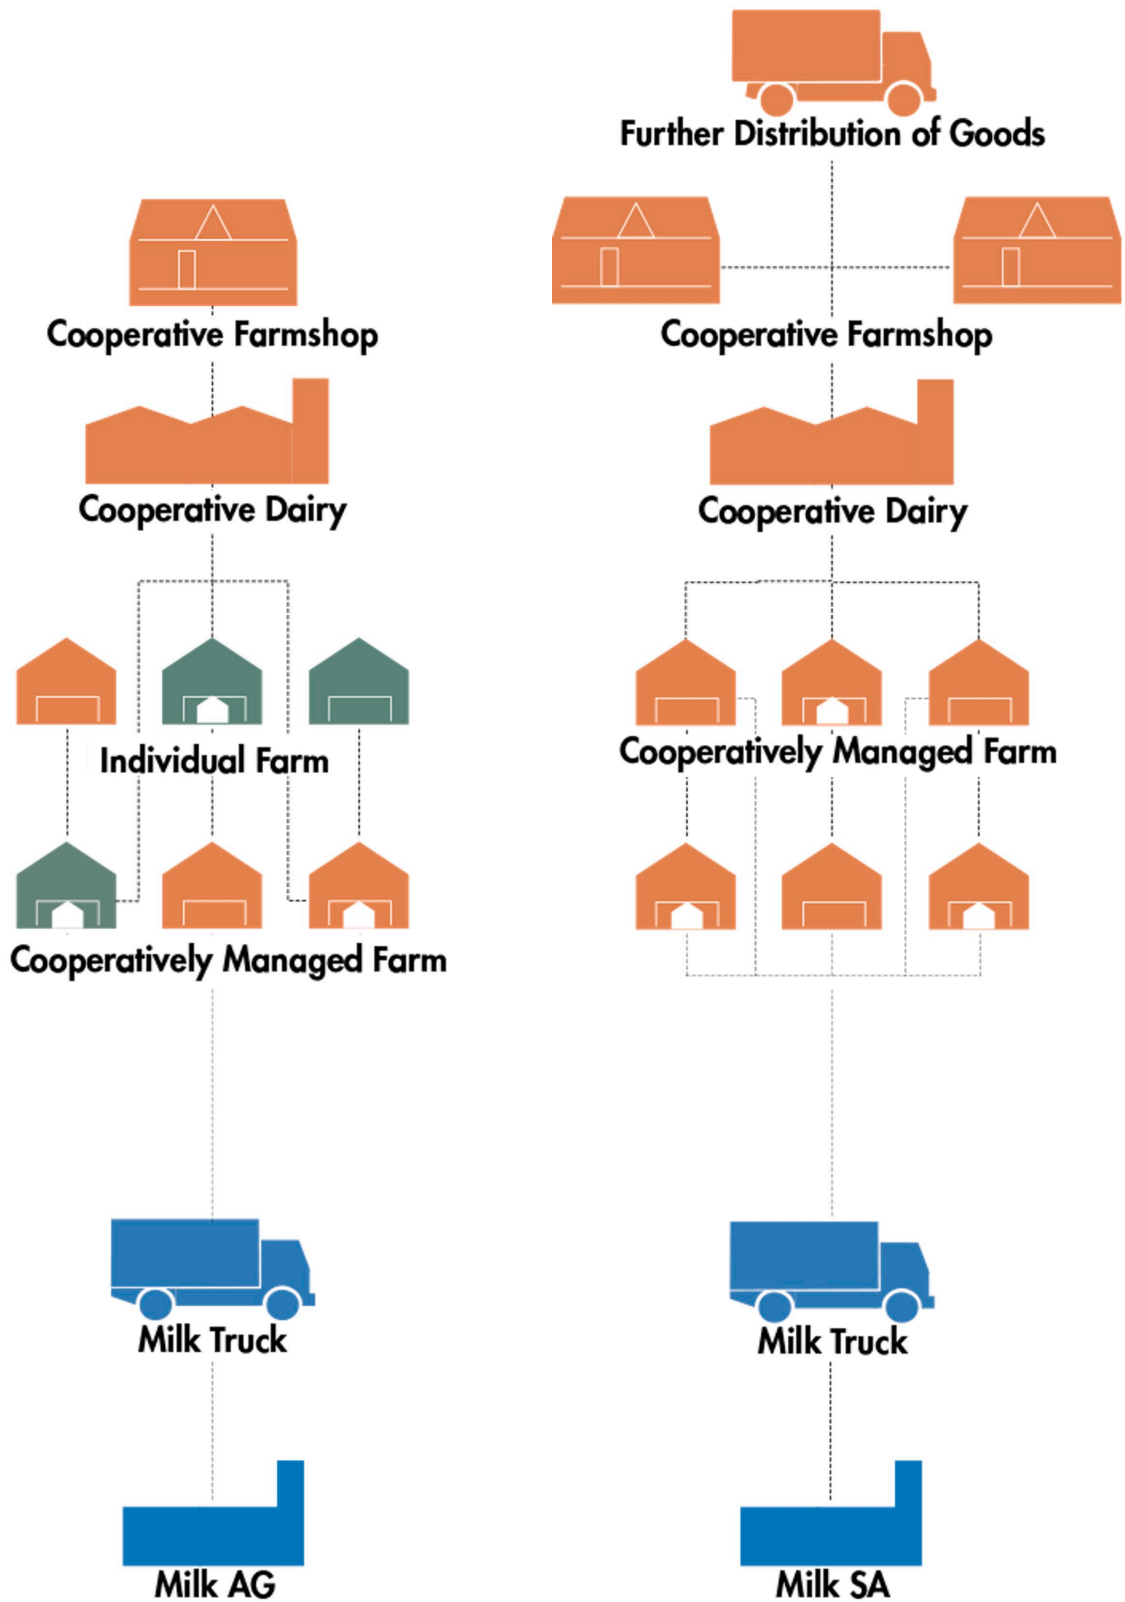 Further Distribution of Goods
Cooperative Farmshop
Cooperative Farmshop
Cooperative Dairy
Cooperative Dairy
Individual Farm
Cooperatively Managed Farm
Cooperatively Managed Farm
Milk Truck
Milk Truck
Milk AG
Milk SA